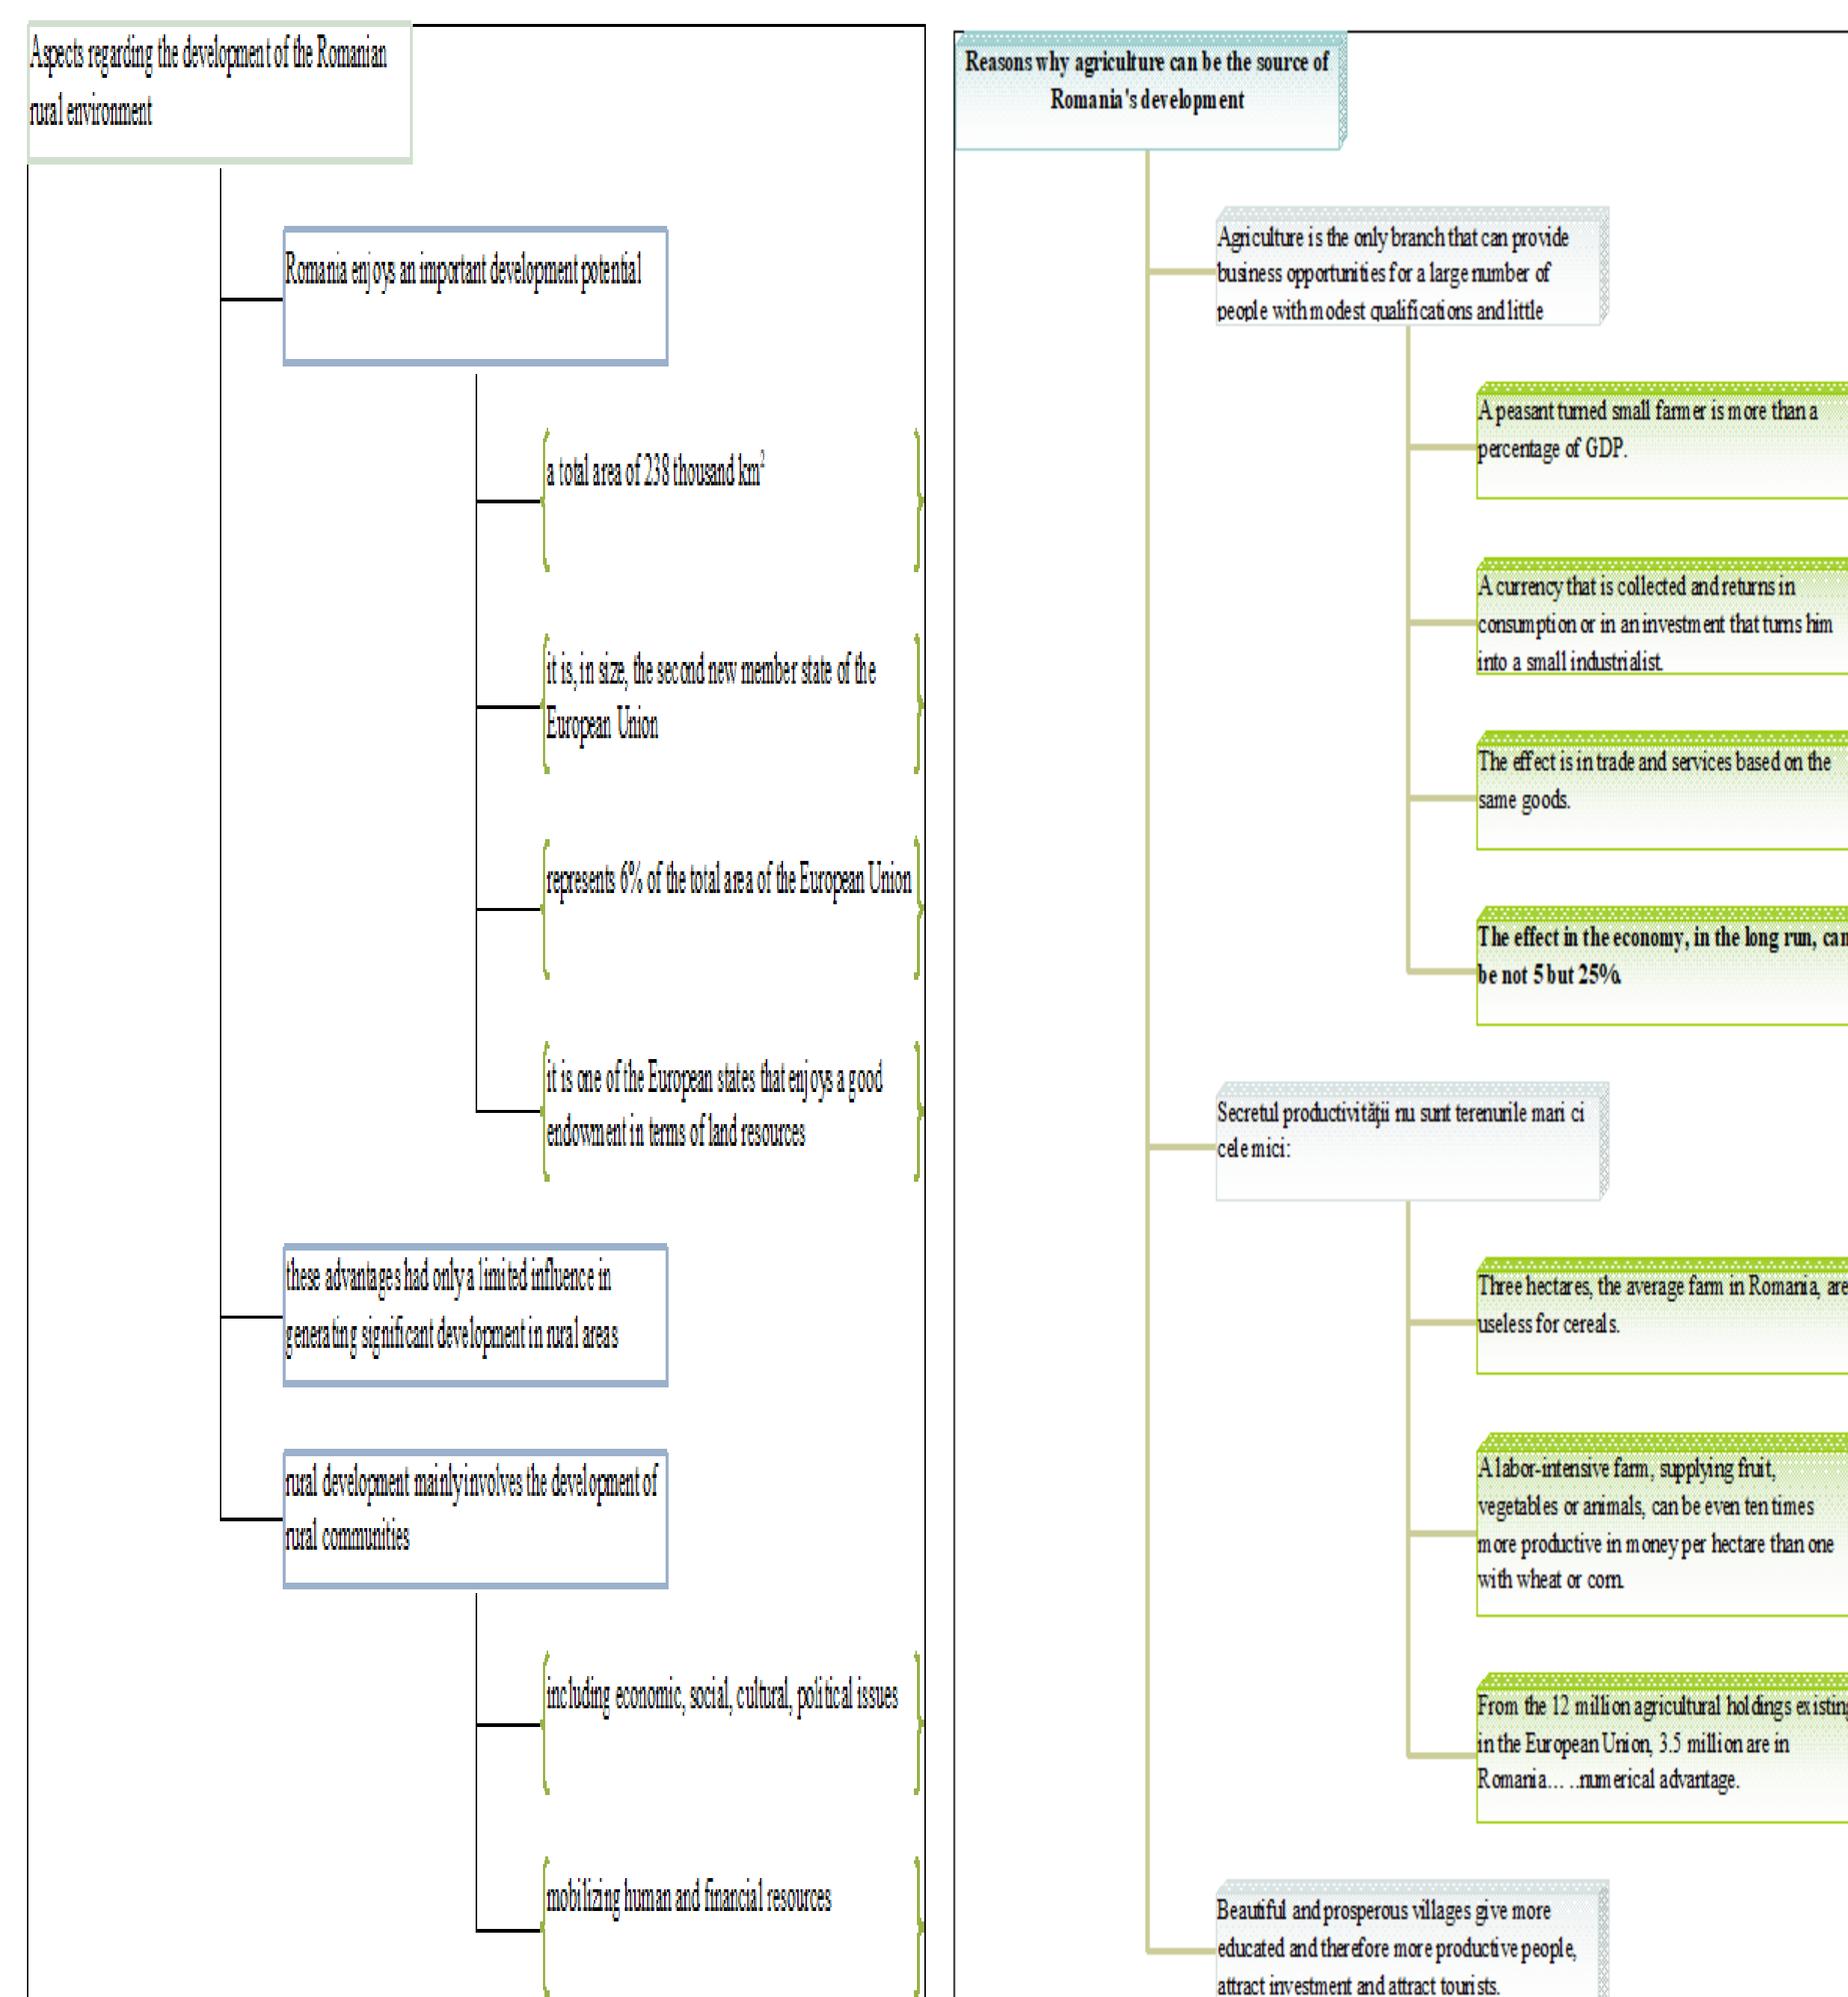 Aspects regarding the development of the Romanian
rural environment
Romania enjoys an important development potential
a total area of 238 thousand km²
it is, in size, the second new member state of the
European Union
represents 6% of the total area of the European Union
it is one of the European states that enjoys a good
endowment in terms of land resources
these advantages had only a limited influence in
generating significant development in rural areas
rural development mainly involves the development of
rural communities
including economic, social, cultural, political issues
mobilizing human and financial resources
Reasons why agriculture can be the source of
Romania's development
Agriculture is the only branch that can provide
business opportunities for a large number of
people with modest qualifications and little
A peasant turned small farmer is more than a
percentage of GDP.
A currency that is collected and returns in
consumption or in an investment that turns him
into a small industrialist.
The effect is in trade and services based on the
same goods.
The effect in the economy, in the long run, can
be not 5 but 25%.
Secretul productivităţii nu sunt terenurile mari ci
cele mici:
Three hectares, the average farm in Romania, are
useless for cereals.
A labor-intensive farm, supplying fruit,
vegetables or animals, can be even ten times
more productive in money per hectare than one
with wheat or corn.
From the 12 million agricultural holdings existing
in the European Union, 3.5 million are in
Romania… ..numerical advantage.
Beautiful and prosperous villages give more
educated and therefore more productive people,
attract investment and attract tourists.